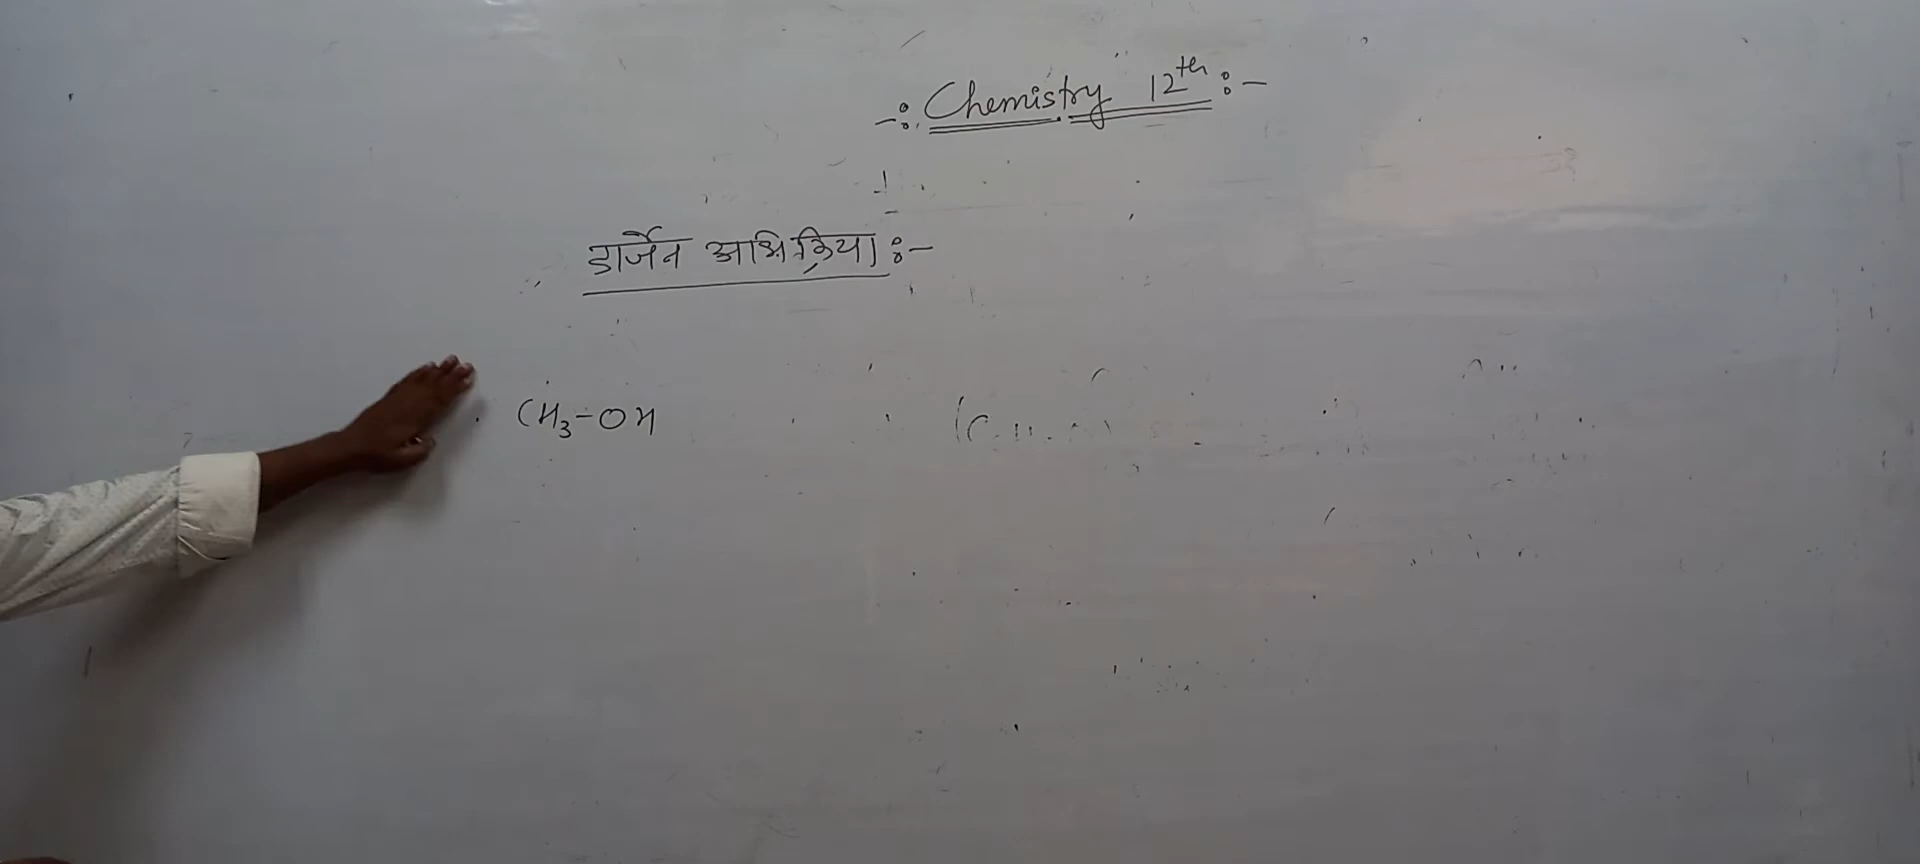 -: Chemistry 12th :-
डार्जेन अभिक्रिया :-
CH3-OH